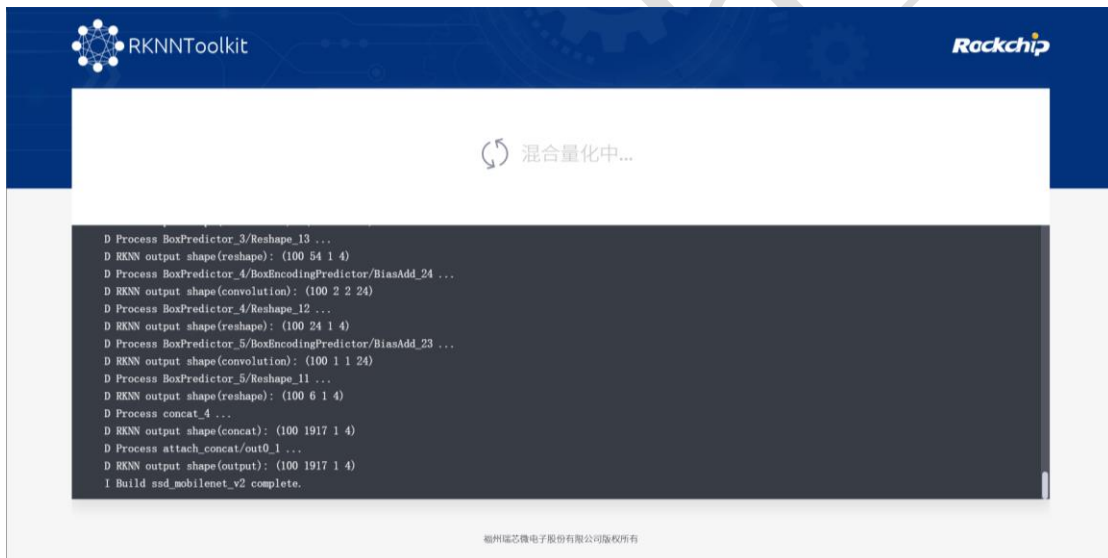 RKNNToolkit
Rockchip
混合量化中...
D Process BoxPredictor_3/Reshape_13 ...
D RKNN output shape(reshape): (100 54 1 4)
D Process BoxPredictor_4/BoxEncodingPredictor/BiasAdd_24 ...
D RKNN output shape(convolution): (100 2 2 24)
D Process BoxPredictor_4/Reshape_12 ...
D RKNN output shape(reshape): (100 24 1 4)
D Process BoxPredictor_5/BoxEncodingPredictor/BiasAdd_23 ...
D RKNN output shape(convolution): (100 1 1 24)
D Process BoxPredictor_5/Reshape_11 ...
D RKNN output shape(reshape): (100 6 1 4)
D Process concat_4 ...
D RKNN output shape(concat): (100 1917 1 4)
D Process attach_concat/out0_1 ...
D RKNN output shape(output): (100 1917 1 4)
I Build ssd_mobilenet_v2 complete.
福州瑞芯微电子股份有限公司版权所有